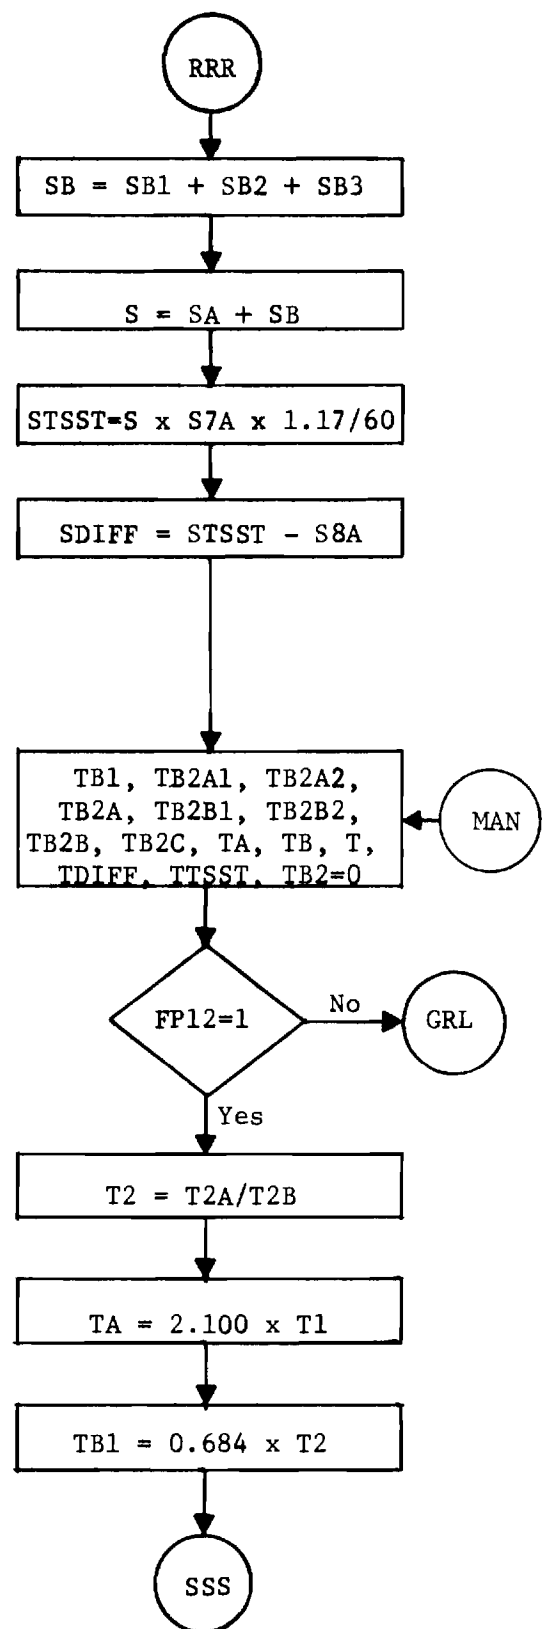 RRR
SB = SB1 + SB2 + SB3
S = SA + SB
STSST=S x S7A x 1.17/60
SDIFF = STSST - S8A
TB1, TB2A1, TB2A2,
TB2A, TB2B1, TB2B2,
TB2B, TB2C, TA, TB, T,
TDIFF, TTSST, TB2=0
MAN
FP12=1
No
GRL
Yes
T2 = T2A/T2B
TA = 2.100 x T1
TB1 = 0.684 x T2
SSS